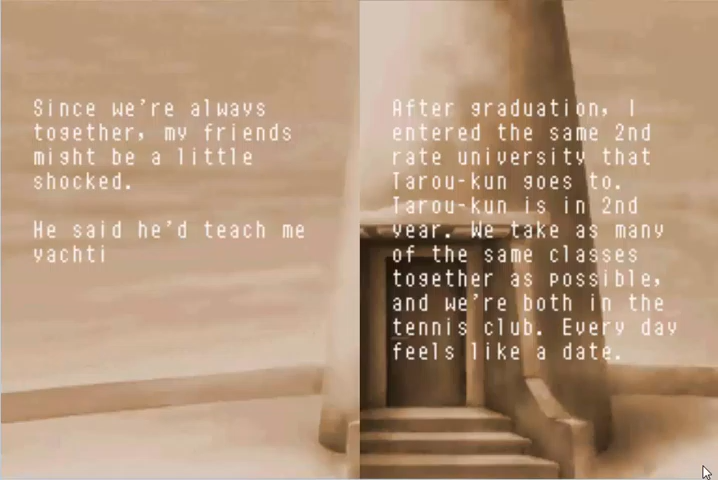 Since we're always
together, my friends
might be a little
shocked.
He said he'd teach me
yachti
After graduation, I
entered the same 2nd
rate university that
Tarou-kun goes to.
Tarou-kun is in 2nd
year. We take as many
of the same classes
together as possible,
and we're both in the
tennis club. Every day
feels like a date.